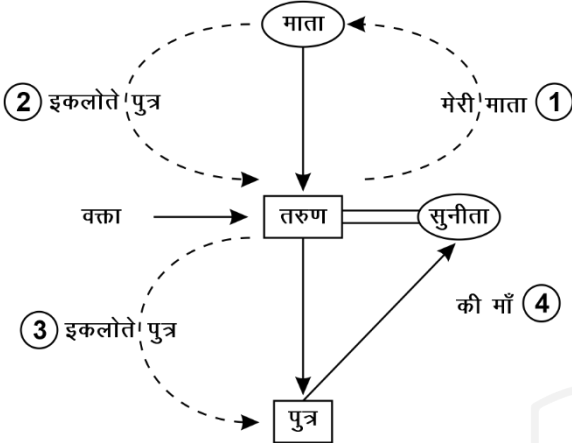 माता
② इकलोते पुत्र
मेरी माता ①
वक्ता
तरुण
सुनीता
③ इकलोते पुत्र
की माँ ④
पुत्र